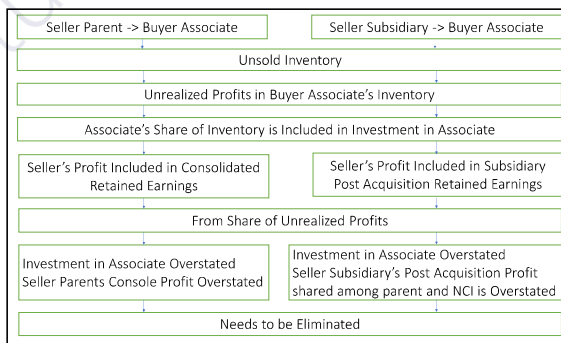 Seller Parent -> Buyer Associate
Seller Subsidiary -> Buyer Associate
Unsold Inventory
Unrealized Profits in Buyer Associate's Inventory
Associate's Share of Inventory is Included in Investment in Associate
Seller's Profit Included in Consolidated
Retained Earnings
Seller's Profit Included in Subsidiary
Post Acquisition Retained Earnings
From Share of Unrealized Profits
Investment in Associate Overstated
Seller Parents Console Profit Overstated
Investment in Associate Overstated
Seller Subsidiary's Post Acquisition Profit
shared among parent and NCI is Overstated
Needs to be Eliminated